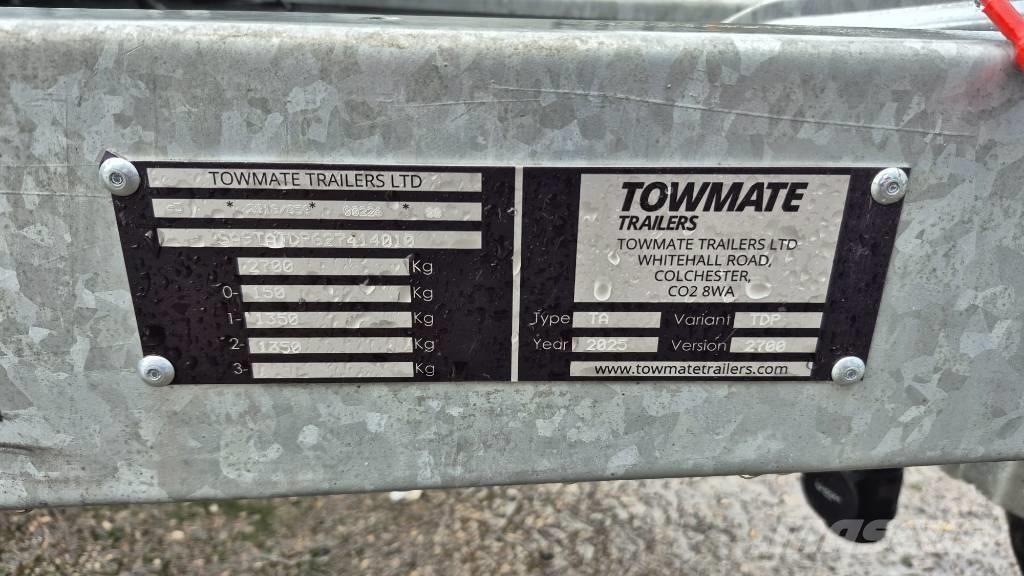 TOWMATE TRAILERS LTD
* * *
2700 Kg
0- 150 Kg
1- 1350 Kg
2- 1350 Kg
3- Kg
TOWMATE
TRAILERS
TOWMATE TRAILERS LTD
WHITEHALL ROAD,
COLCHESTER,
CO2 8WA
Type TA Variant TDP
Year 2025 Version 2700
www.towmatetrailers.com